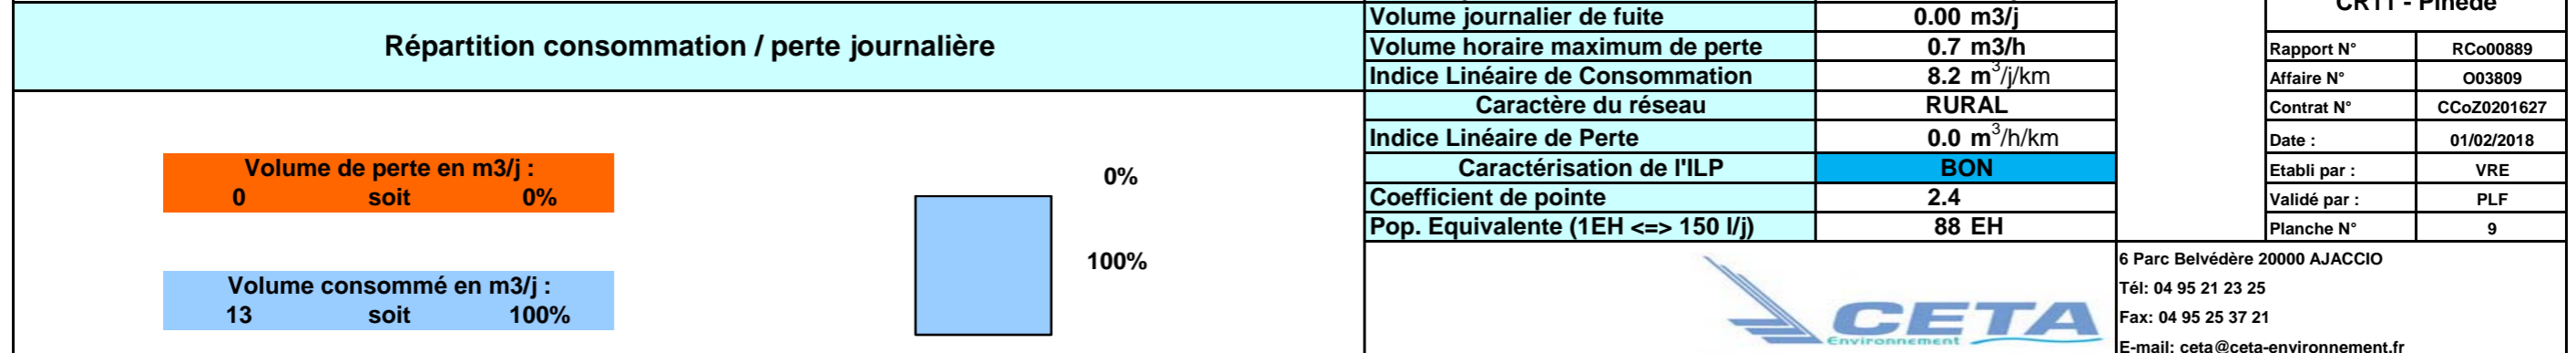 Répartition consommation / perte journalière
Volume de perte en m3/j :
0 soit 0%
Volume consommé en m3/j :
13 soit 100%
0%
100%
Volume journalier de fuite 0.00 m3/j
Volume horaire maximum de perte 0.7 m3/h
Indice Linéaire de Consommation 8.2 m³/j/km
Caractère du réseau RURAL
Indice Linéaire de Perte 0.0 m³/h/km
Caractérisation de l'ILP BON
Coefficient de pointe 2.4
Pop. Equivalente (1EH <=> 150 l/j) 88 EH
CETA
Environnement
CR11 - Pinède
Rapport N° RCo00889
Affaire N° O03809
Contrat N° CCoZ0201627
Date : 01/02/2018
Etabli par : VRE
Validé par : PLF
Planche N° 9
6 Parc Belvédère 20000 AJACCIO
Tél: 04 95 21 23 25
Fax: 04 95 25 37 21
E-mail: ceta@ceta-environnement.fr